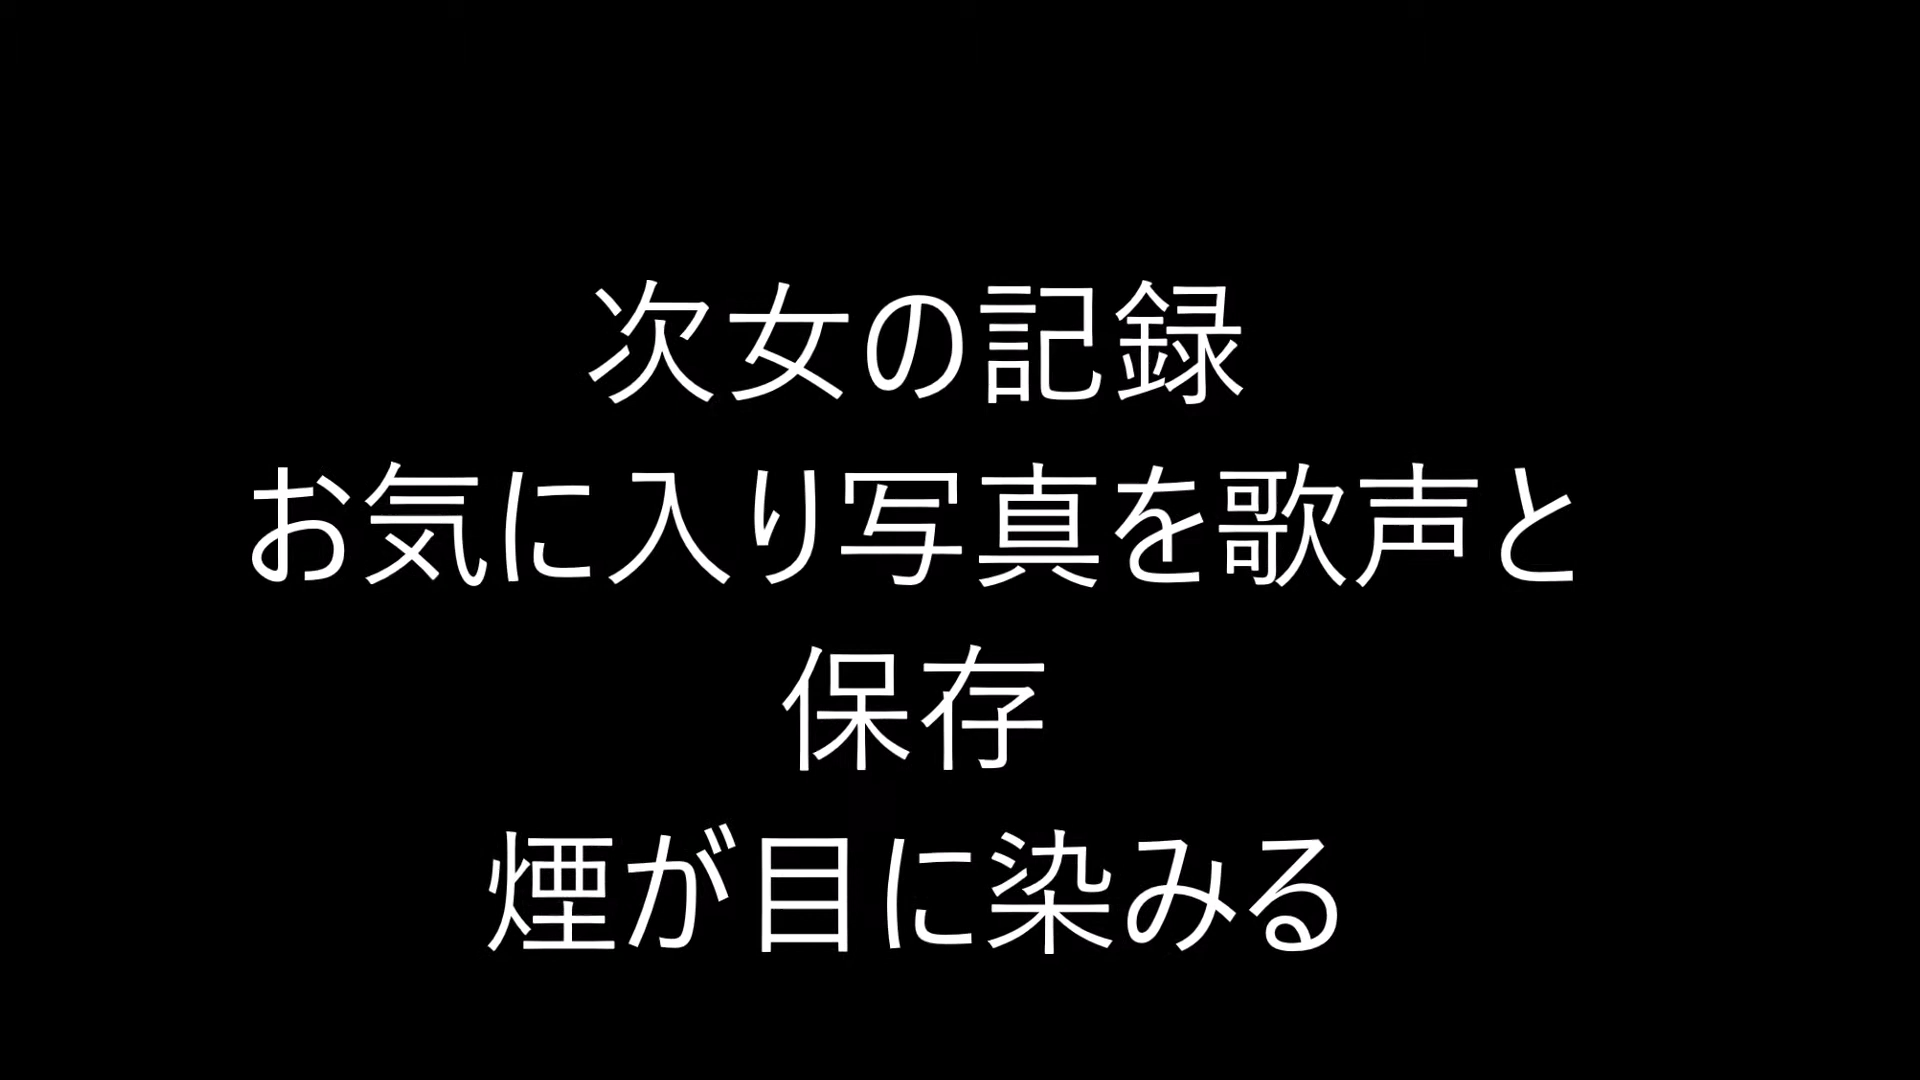 次女の記録
お気に入り写真を歌声と
保存
煙が目に染みる